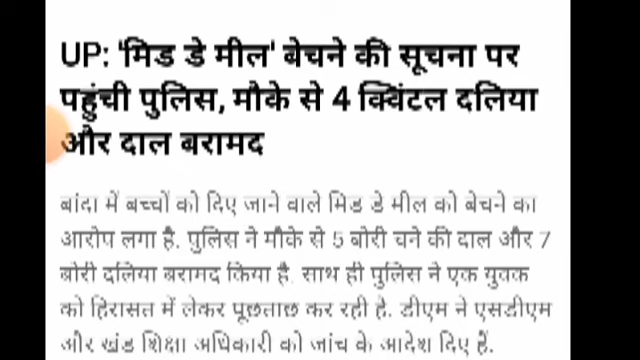 UP: 'मिड डे मील' बेचने की सूचना पर
पहुंची पुलिस, मौके से 4 क्विंटल दलिया
और दाल बरामद
बांदा में बच्चों को दिए जाने वाले मिड डे मील को बेचने का
आरोप लगा है. पुलिस ने मौके से 5 बोरी चने की दाल और 7
बोरी दलिया बरामद किया है. साथ ही पुलिस ने एक युवक
को हिरासत में लेकर पूछताछ कर रही है. डीएम ने एसडीएम
और खंड शिक्षा अधिकारी को जांच के आदेश दिए हैं.